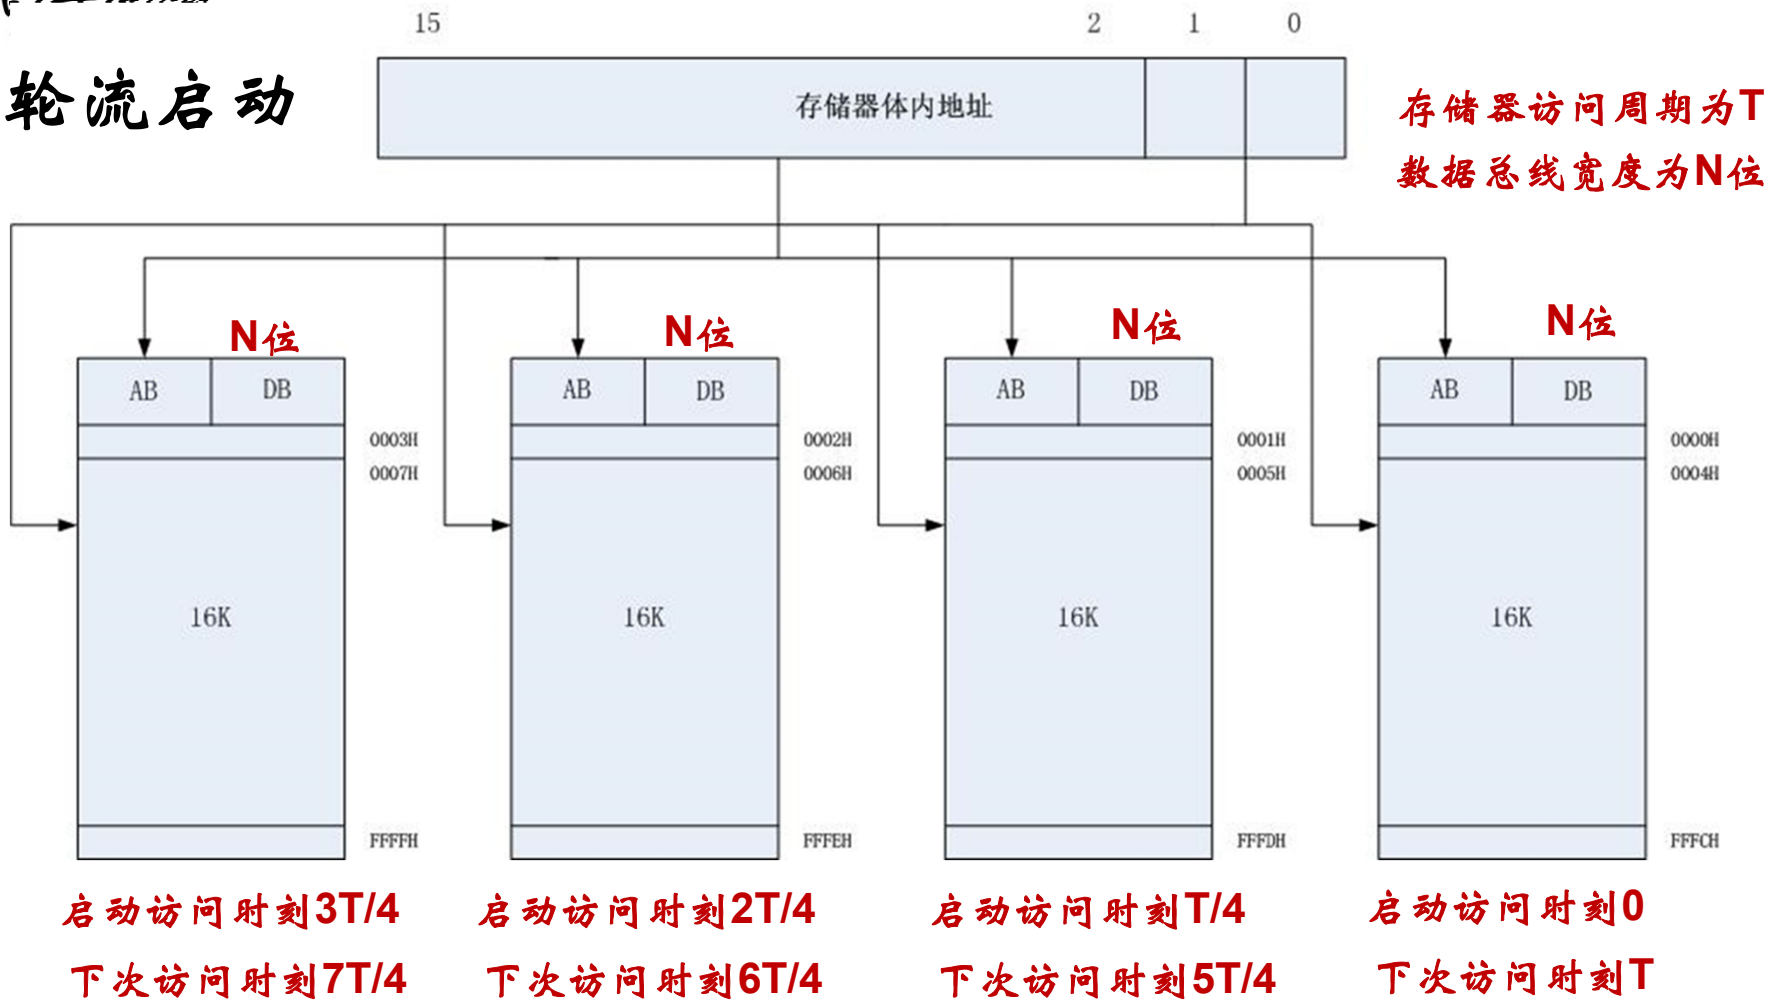 15 2 1 0
轮流启动
存储器体内地址
存储器访问周期为T
数据总线宽度为N位
N位 N位 N位 N位
AB DB AB DB AB DB AB DB
0003H 0002H 0001H 0000H
0007H 0006H 0005H 0004H
16K 16K 16K 16K
FFFFH FFFEH FFFDH FFFCH
启动访问时刻3T/4 启动访问时刻2T/4 启动访问时刻T/4 启动访问时刻0
下次访问时刻7T/4 下次访问时刻6T/4 下次访问时刻5T/4 下次访问时刻T